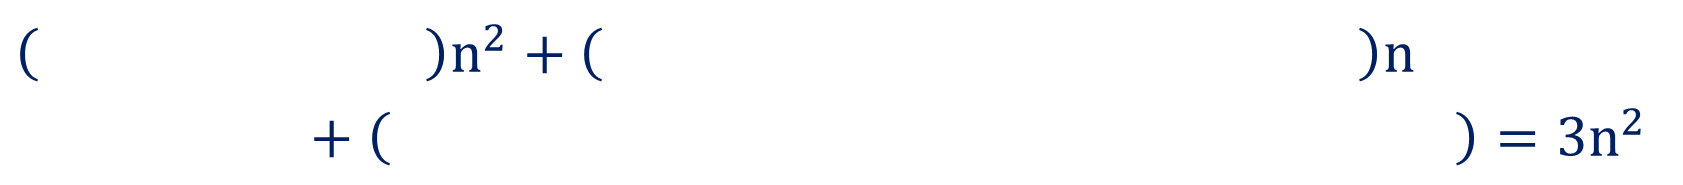 ( )n² + ( )n
+ ( ) = 3n²